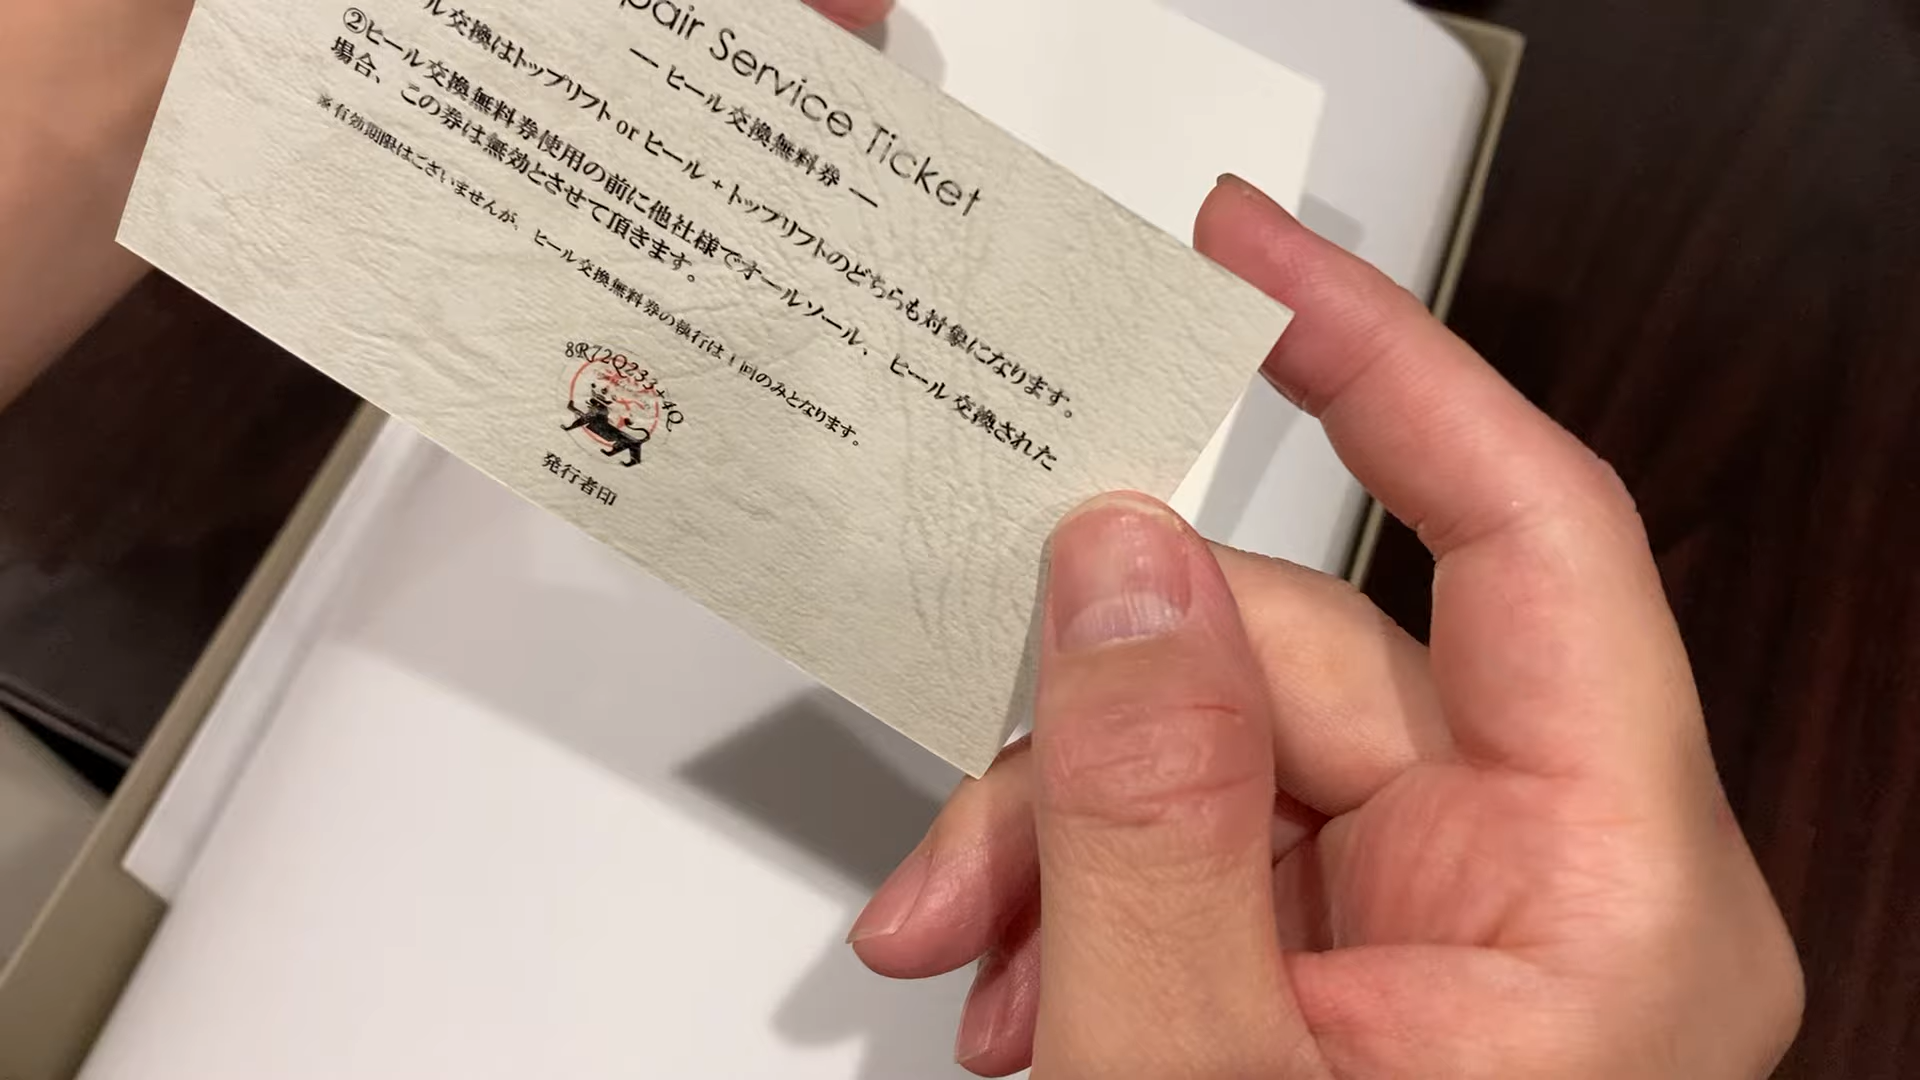 pair Service Ticket
― ヒール交換無料券 ―
ル交換はトップリフト or ヒール + トップリフトのどちらも対象になります。
②ヒール交換無料券使用の前に他社様でオールソール、ヒール交換された
場合、この券は無効とさせて頂きます。
※有効期限はございませんが、ヒール交換無料券の執行は1回のみとなります。
8R72Q233+4Q
発行者印